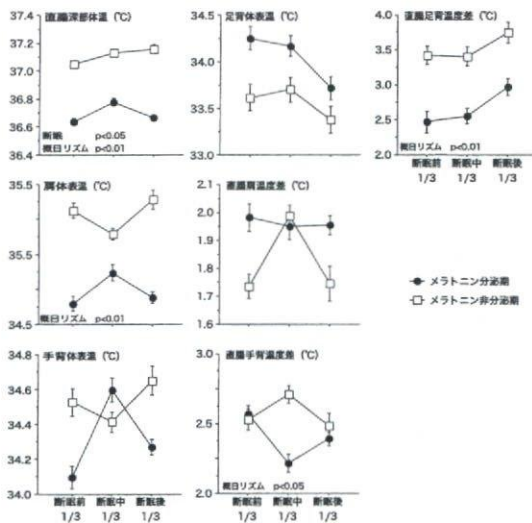 直腸深部体温 (℃)
37.4
37.2
37.0
36.8
36.6
36.4
断眠 p<0.05
概日リズム p<0.01
足背体表温 (℃)
34.5
34.0
33.5
33.0
直腸足背温度差 (℃)
4.0
3.5
3.0
2.5
2.0
概日リズム p<0.01
断眠前 断眠中 断眠後
1/3 1/3 1/3
肩体表温 (℃)
35.5
35.5
34.5
概日リズム p<0.01
直腸肩温度差 (℃)
2.1
2.0
1.9
1.8
1.7
1.6
メラトニン分泌期
メラトニン非分泌期
手背体表温 (℃)
34.8
34.6
34.4
34.2
34.0
断眠前 断眠中 断眠後
1/3 1/3 1/3
直腸手背温度差 (℃)
3.0
2.5
2.0
概日リズム p<0.05
断眠前 断眠中 断眠後
1/3 1/3 1/3